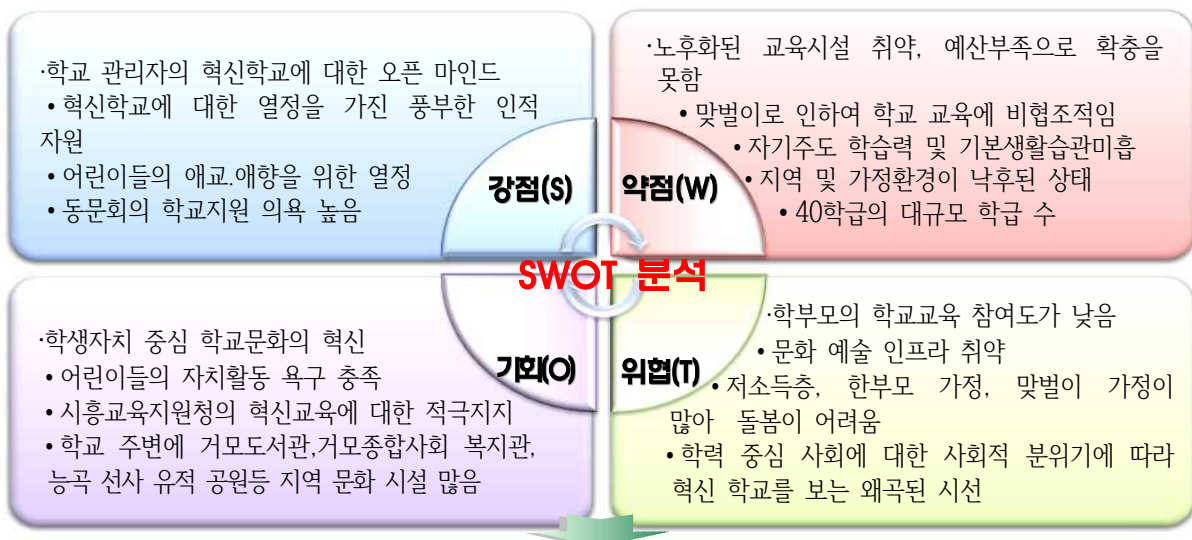 ·학교 관리자의 혁신학교에 대한 오픈 마인드
• 혁신학교에 대한 열정을 가진 풍부한 인적
자원
• 어린이들의 애교.애향을 위한 열정
• 동문회의 학교지원 의욕 높음
강점(S)
·노후화된 교육시설 취약, 예산부족으로 확충을
못함
• 맞벌이로 인하여 학교 교육에 비협조적임
• 자기주도 학습력 및 기본생활습관미흡
• 지역 및 가정환경이 낙후된 상태
• 40학급의 대규모 학급 수
약점(W)
SWOT 분석
·학생자치 중심 학교문화의 혁신
• 어린이들의 자치활동 욕구 충족
• 시흥교육지원청의 혁신교육에 대한 적극지지
• 학교 주변에 거모도서관,거모종합사회 복지관,
능곡 선사 유적 공원등 지역 문화 시설 많음
기회(O)
·학부모의 학교교육 참여도가 낮음
• 문화 예술 인프라 취약
• 저소득층, 한부모 가정, 맞벌이 가정이
많아 돌봄이 어려움
• 학력 중심 사회에 대한 사회적 분위기에 따라
혁신 학교를 보는 왜곡된 시선
위협(T)